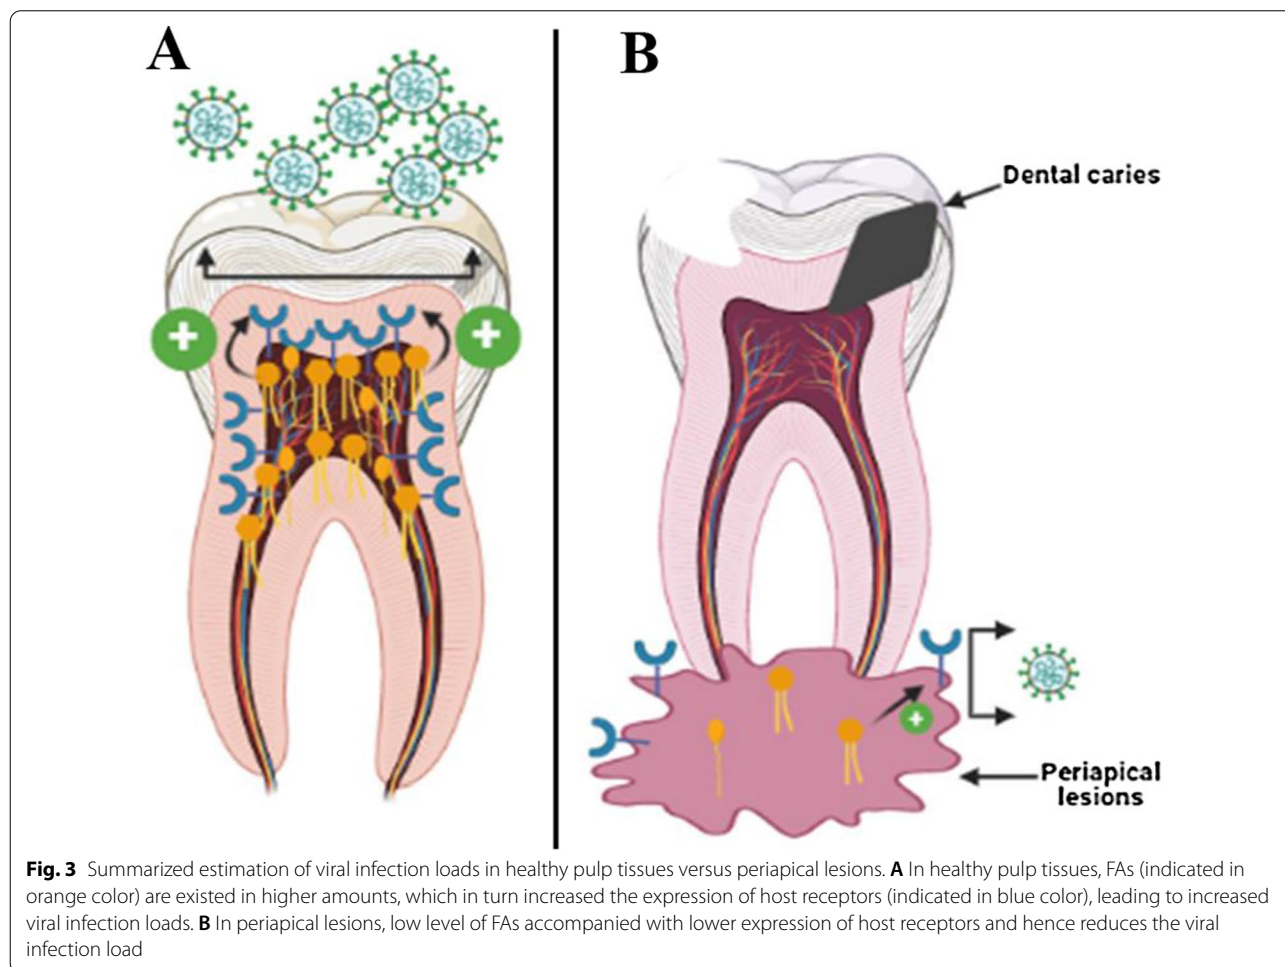 A
B
Dental caries
+
+
+
Periapical
lesions
Fig. 3 Summarized estimation of viral infection loads in healthy pulp tissues versus periapical lesions. A In healthy pulp tissues, FAs (indicated in
orange color) are existed in higher amounts, which in turn increased the expression of host receptors (indicated in blue color), leading to increased
viral infection loads. B In periapical lesions, low level of FAs accompanied with lower expression of host receptors and hence reduces the viral
infection load